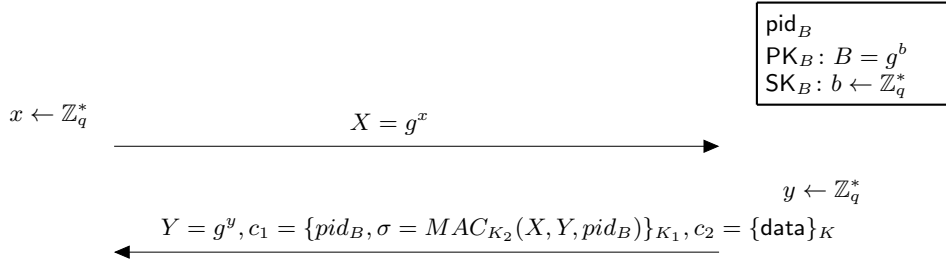 pid_B
PK_B: B = g^b
SK_B: b ← ℤ_q^*
x ← ℤ_q^*
X = g^x
y ← ℤ_q^*
Y = g^y, c_1 = {pid_B, σ = MAC_{K_2}(X, Y, pid_B)}_{K_1}, c_2 = {data}_K